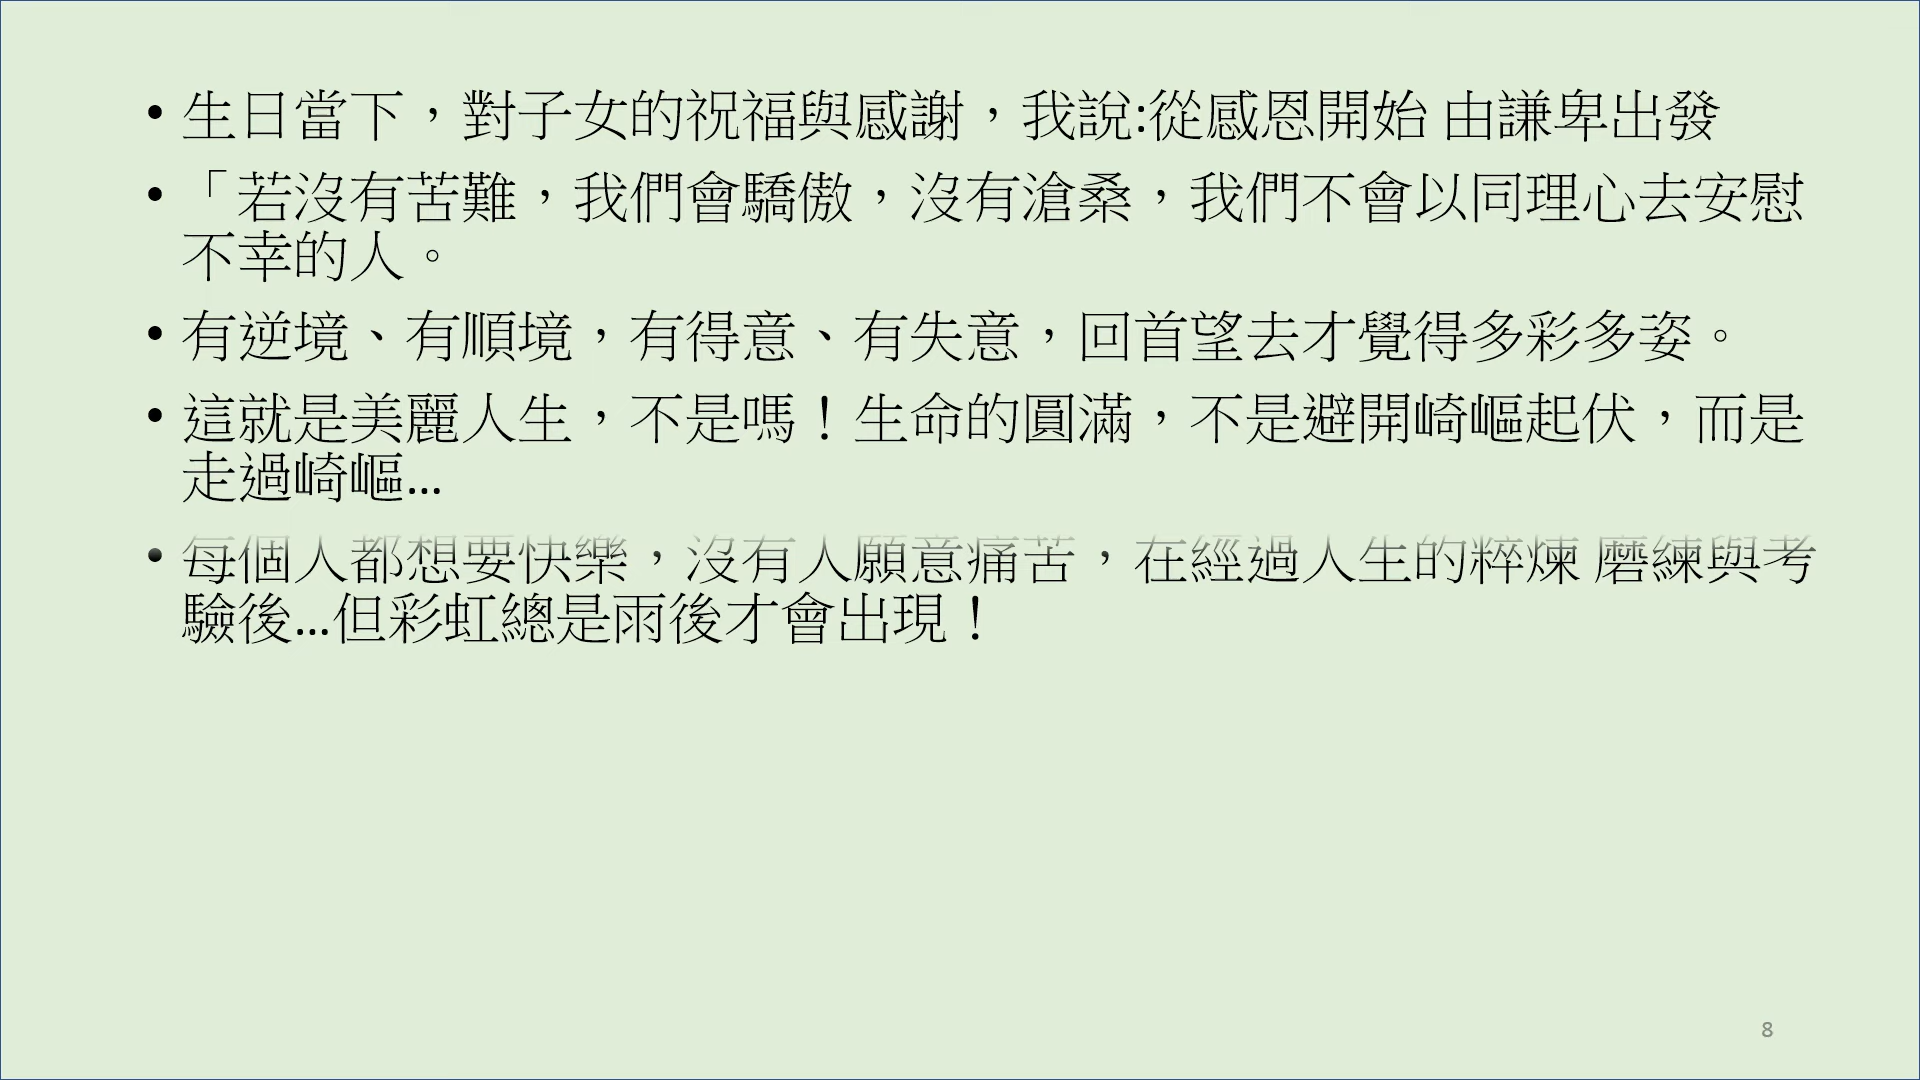 • 生日當下，對子女的祝福與感謝，我說:從感恩開始 由謙卑出發
• 「若沒有苦難，我們會驕傲，沒有滄桑，我們不會以同理心去安慰
不幸的人。
• 有逆境、有順境，有得意、有失意，回首望去才覺得多彩多姿。
• 這就是美麗人生，不是嗎！生命的圓滿，不是避開崎嶇起伏，而是
走過崎嶇...
• 每個人都想要快樂，沒有人願意痛苦，在經過人生的粹煉 磨練與考
驗後...但彩虹總是雨後才會出現！
8